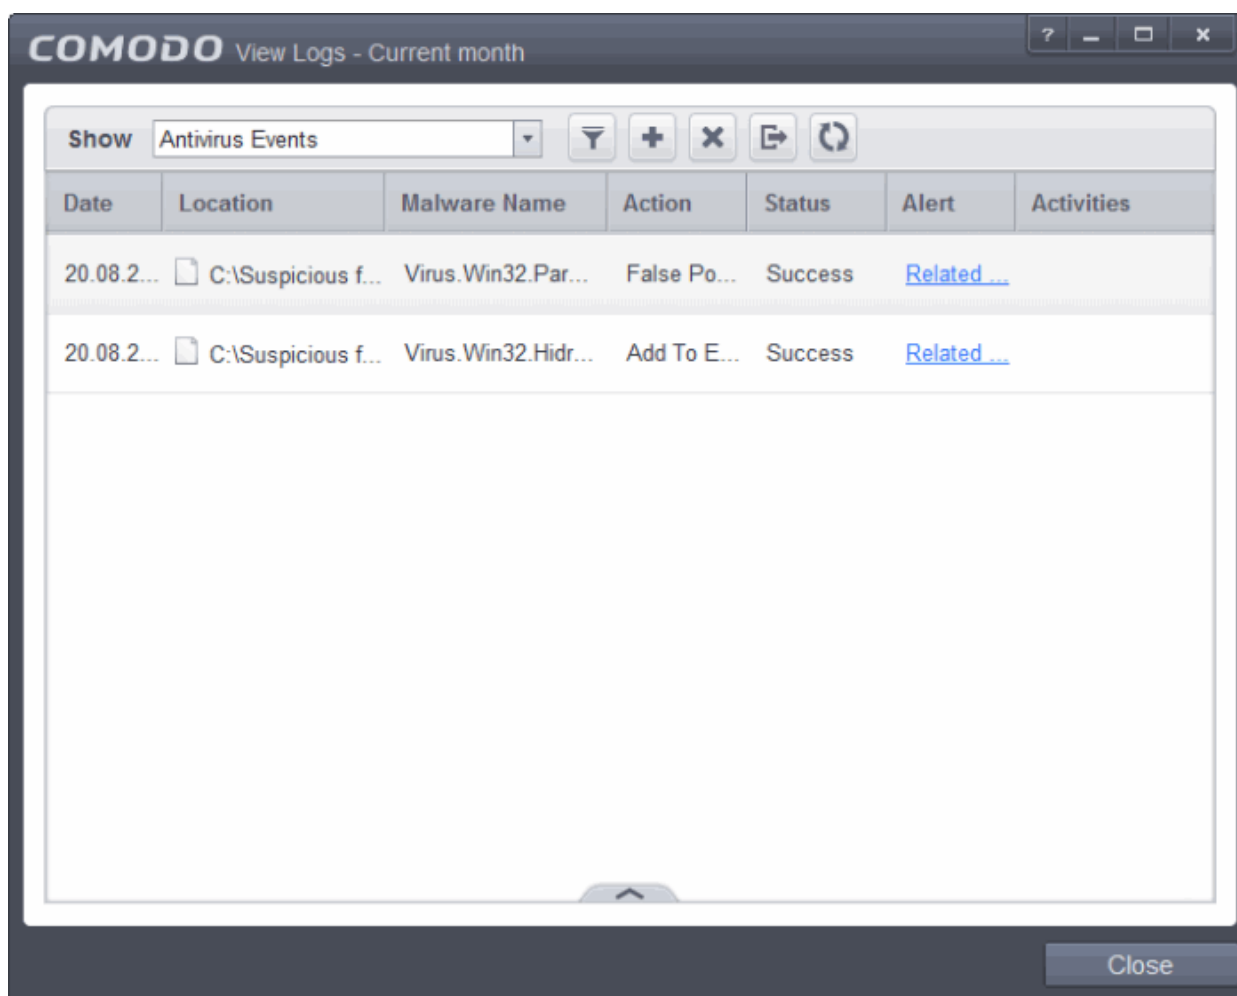 COMODO View Logs - Current month
?
Show Antivirus Events
Date Location Malware Name Action Status Alert Activities
20.08.2... C:\Suspicious f... Virus.Win32.Par... False Po... Success Related ...
20.08.2... C:\Suspicious f... Virus.Win32.Hidr... Add To E... Success Related ...
Close